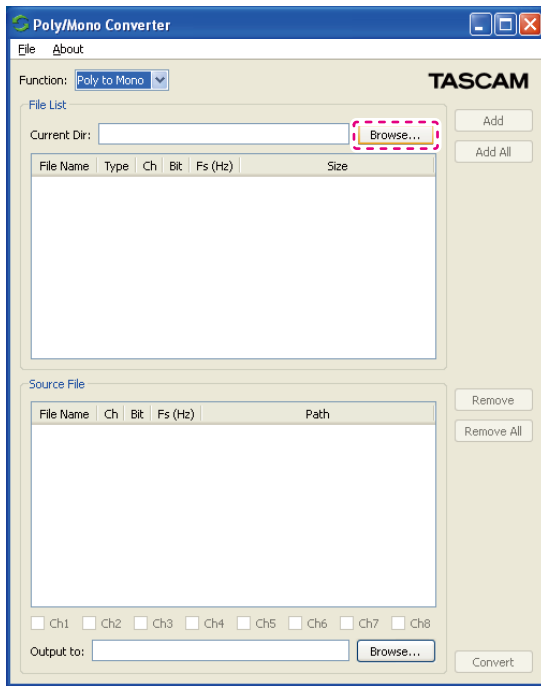 Poly/Mono Converter
File About
Function: Poly to Mono
TASCAM
File List
Current Dir: Browse...
Add
Add All
File Name Type Ch Bit Fs (Hz) Size
Source File
File Name Ch Bit Fs (Hz) Path
Remove
Remove All
Ch1 Ch2 Ch3 Ch4 Ch5 Ch6 Ch7 Ch8
Output to: Browse...
Convert